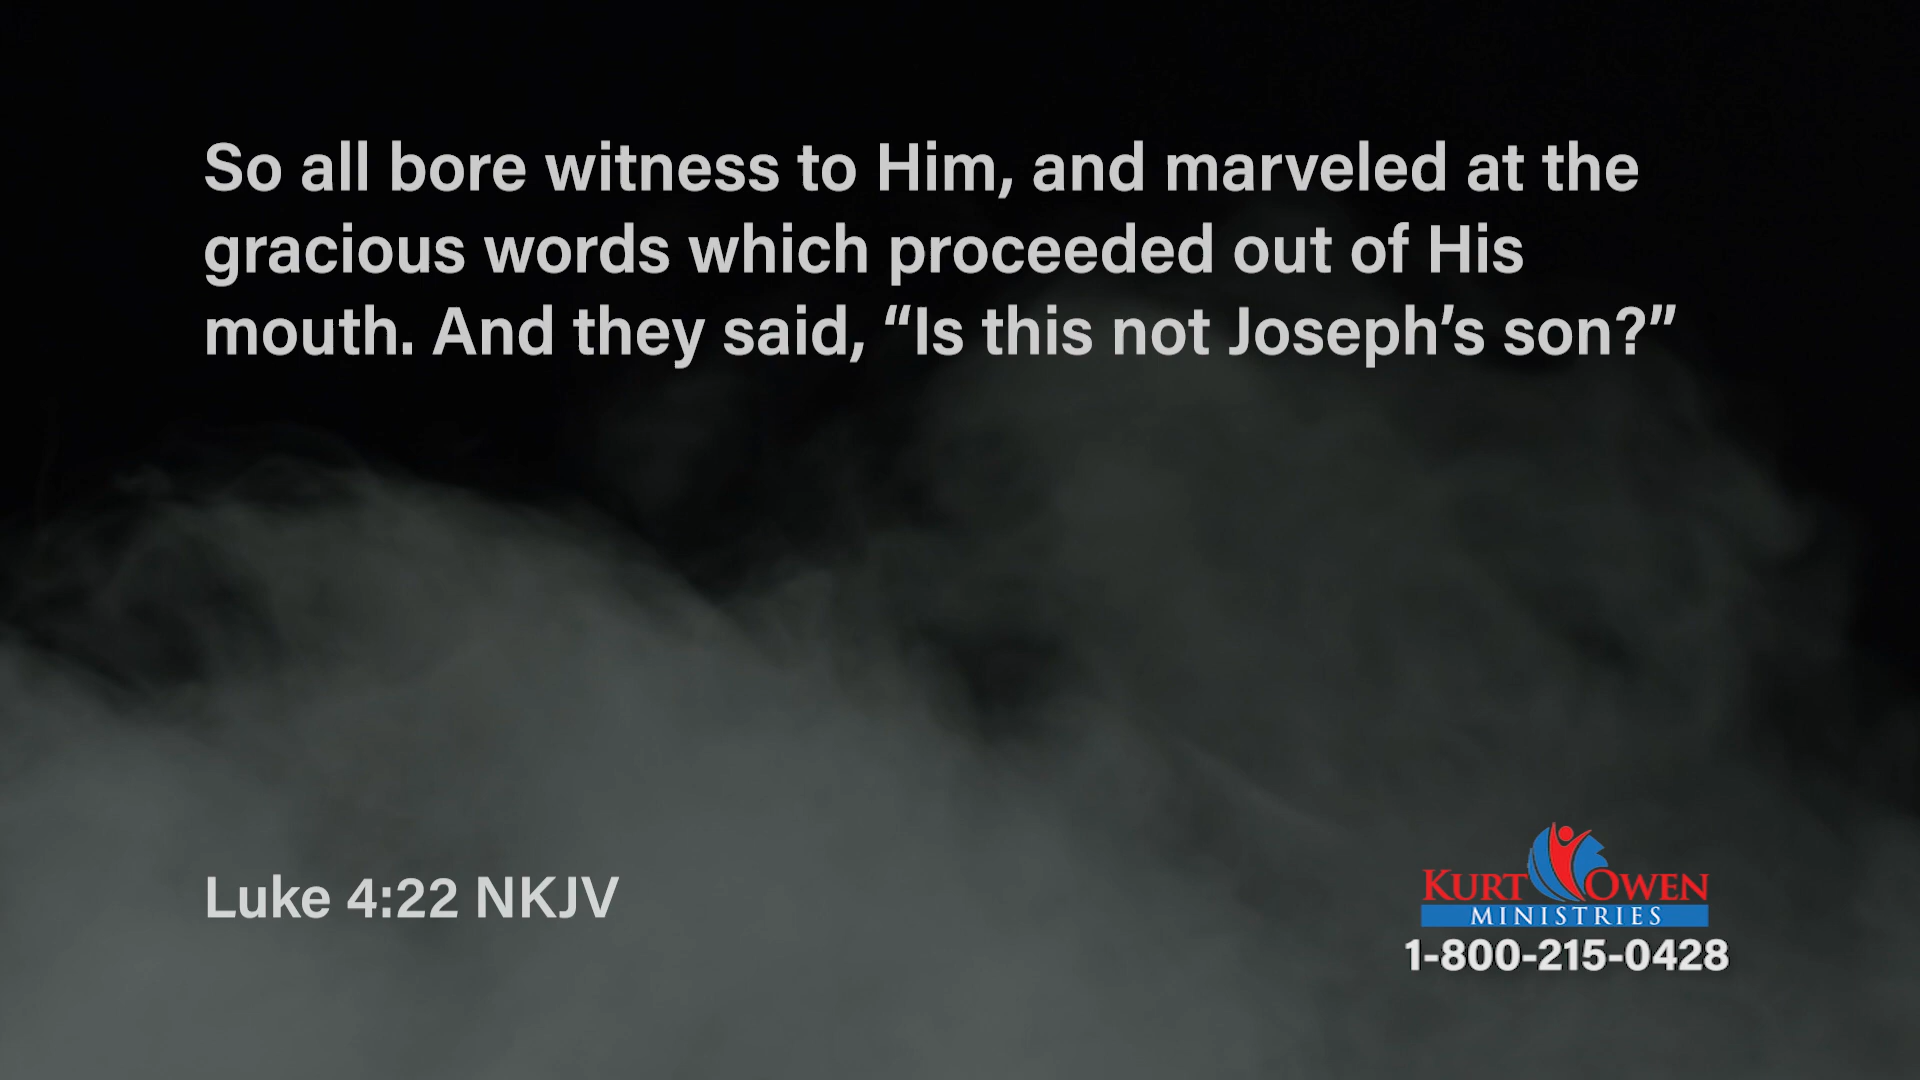 So all bore witness to Him, and marveled at the
gracious words which proceeded out of His
mouth. And they said, “Is this not Joseph’s son?”
Luke 4:22 NKJV
KURT OWEN
MINISTRIES
1-800-215-0428